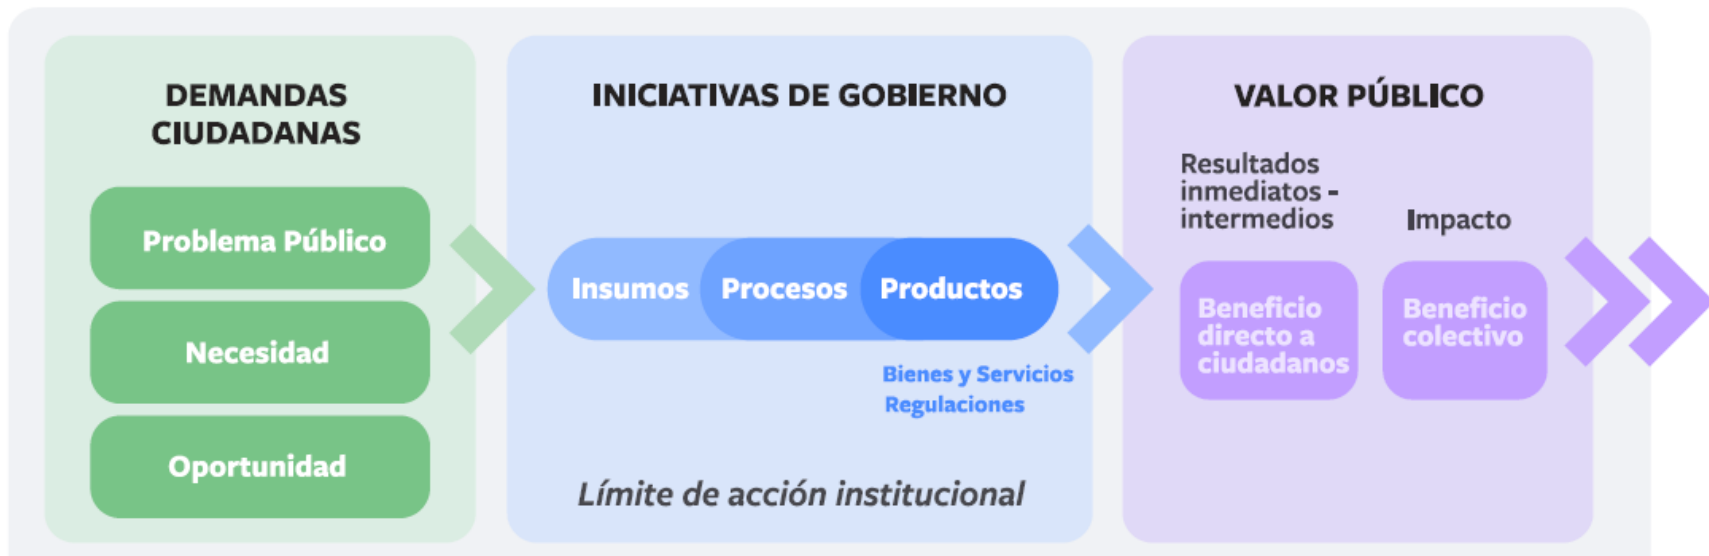 DEMANDAS
CIUDADANAS
Problema Público
Necesidad
Oportunidad
INICIATIVAS DE GOBIERNO
Insumos
Procesos
Productos
Bienes y Servicios
Regulaciones
Límite de acción institucional
VALOR PÚBLICO
Resultados
inmediatos -
intermedios
Impacto
Beneficio
directo a
ciudadanos
Beneficio
colectivo